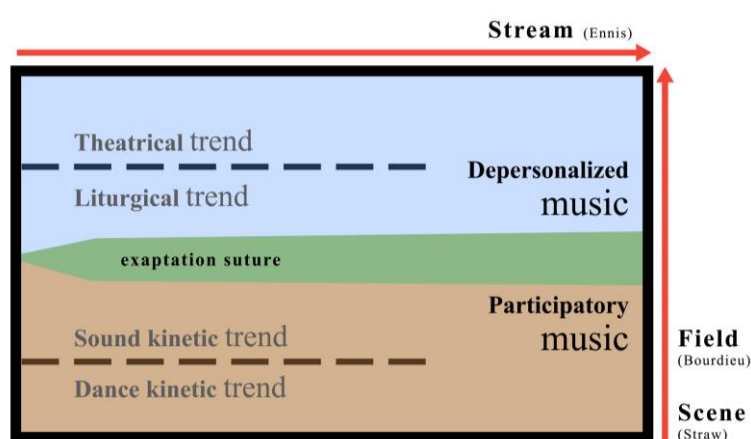 Stream (Ennis)
Theatrical trend
Liturgical trend
Depersonalized
music
exaptation suture
Participatory
music
Sound kinetic trend
Dance kinetic trend
Field
(Bourdieu)
Scene
(Straw)